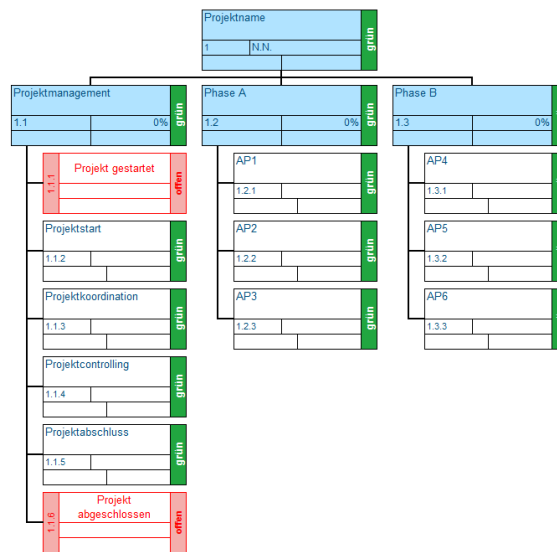 Projektname
grün
1 N.N.
Projektmanagement
grün
1.1 0%
Phase A
grün
1.2 0%
Phase B
grün
1.3 0%
1.1.1
Projekt gestartet
offen
Projektstart
grün
1.1.2
Projektkoordination
grün
1.1.3
Projektcontrolling
grün
1.1.4
Projektabschluss
grün
1.1.5
1.1.6
Projekt
abgeschlossen
offen
AP1
grün
1.2.1
AP2
grün
1.2.2
AP3
grün
1.2.3
AP4
grün
1.3.1
AP5
grün
1.3.2
AP6
grün
1.3.3